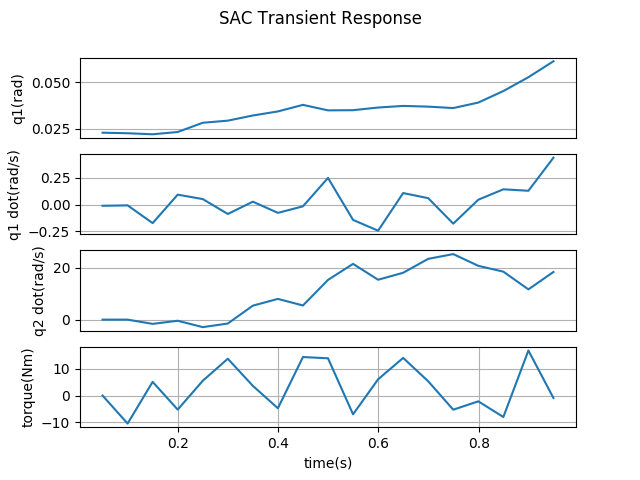 SAC Transient Response
q1(rad)
0.050
0.025
q1 dot(rad/s)
0.25
0.00
−0.25
q2 dot(rad/s)
20
0
torque(Nm)
10
0
−10
0.2 0.4 0.6 0.8
time(s)